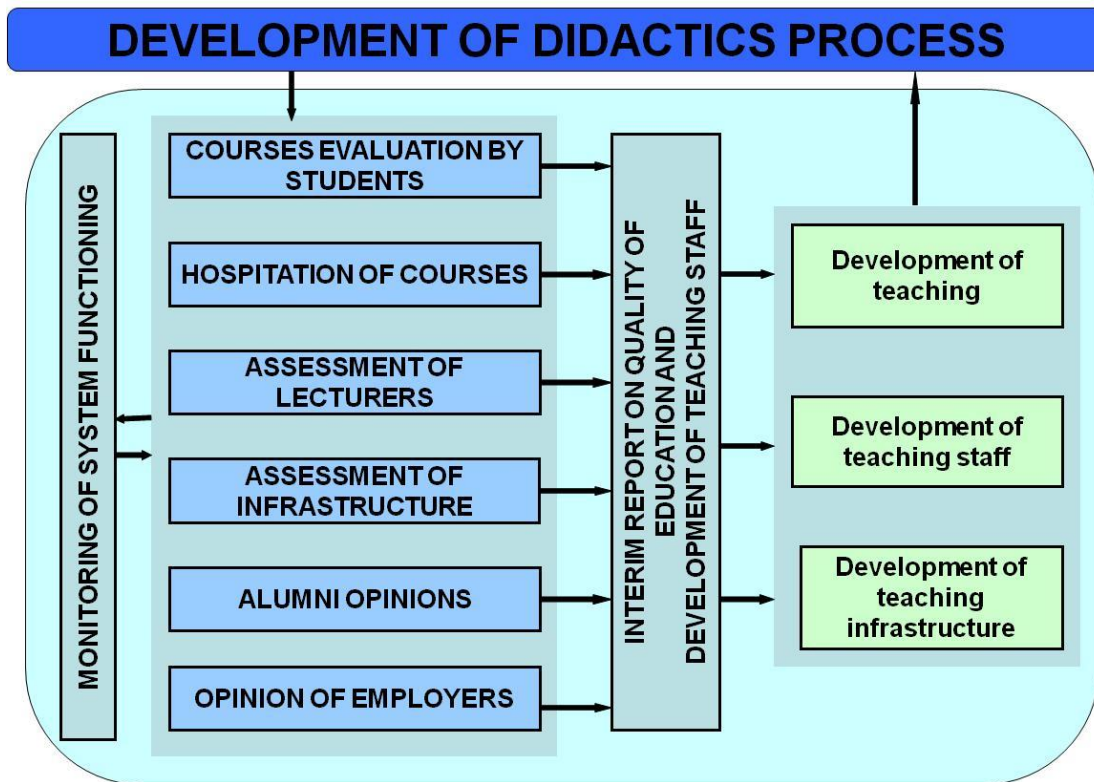 DEVELOPMENT OF DIDACTICS PROCESS
MONITORING OF SYSTEM FUNCTIONING
COURSES EVALUATION BY
STUDENTS
HOSPITATION OF COURSES
ASSESSMENT OF
LECTURERS
ASSESSMENT OF
INFRASTRUCTURE
ALUMNI OPINIONS
OPINION OF EMPLOYERS
INTERIM REPORT ON QUALITY OF
EDUCATION AND
DEVELOPMENT OF TEACHING STAFF
Development of
teaching
Development of
teaching staff
Development of
teaching
infrastructure